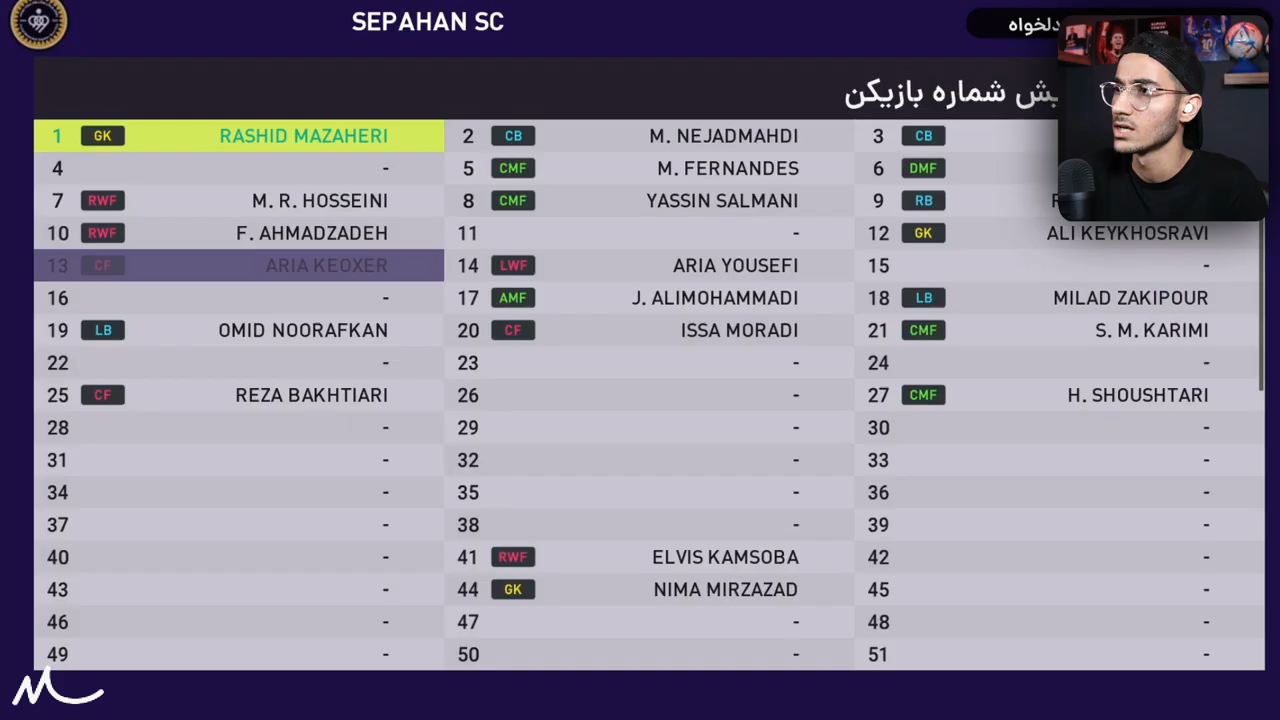 SEPAHAN SC
دلخواه
شماره بازیکن
1 GK RASHID MAZAHERI 2 CB M. NEJADMAHDI 3 CB
4 - 5 CMF M. FERNANDES 6 DMF
7 RWF M. R. HOSSEINI 8 CMF YASSIN SALMANI 9 RB
10 RWF F. AHMADZADEH 11 - 12 GK ALI KEYKHOSRAVI
13 CF ARIA KEOXER 14 LWF ARIA YOUSEFI 15 -
16 - 17 AMF J. ALIMOHAMMADI 18 LB MILAD ZAKIPOUR
19 LB OMID NOORAFKAN 20 CF ISSA MORADI 21 CMF S. M. KARIMI
22 - 23 - 24 -
25 CF REZA BAKHTIARI 26 - 27 CMF H. SHOUSHTARI
28 - 29 - 30 -
31 - 32 - 33 -
34 - 35 - 36 -
37 - 38 - 39 -
40 - 41 RWF ELVIS KAMSOBA 42 -
43 - 44 GK NIMA MIRZAZAD 45 -
46 - 47 - 48 -
49 - 50 - 51 -